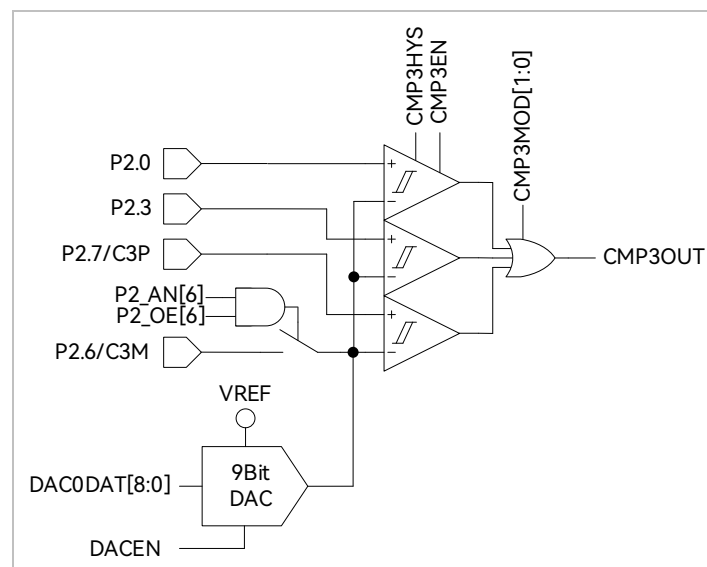 CMP3HYS
CMP3EN
CMP3MOD[1:0]
P2.0
+
−
P2.3
+
−
P2.7/C3P
+
−
CMP3OUT
P2_AN[6]
P2_OE[6]
P2.6/C3M
VREF
DAC0DAT[8:0]
9Bit
DAC
DACEN